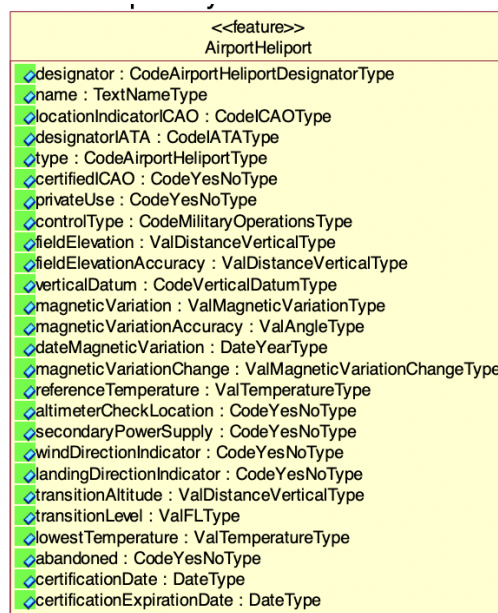 <<feature>>
AirportHeliport
designator : CodeAirportHeliportDesignatorType
name : TextNameType
locationIndicatorICAO : CodeICAOType
designatorIATA : CodeIATAType
type : CodeAirportHeliportType
certifiedICAO : CodeYesNoType
privateUse : CodeYesNoType
controlType : CodeMilitaryOperationsType
fieldElevation : ValDistanceVerticalType
fieldElevationAccuracy : ValDistanceVerticalType
verticalDatum : CodeVerticalDatumType
magneticVariation : ValMagneticVariationType
magneticVariationAccuracy : ValAngleType
dateMagneticVariation : DateYearType
magneticVariationChange : ValMagneticVariationChangeType
referenceTemperature : ValTemperatureType
altimeterCheckLocation : CodeYesNoType
secondaryPowerSupply : CodeYesNoType
windDirectionIndicator : CodeYesNoType
landingDirectionIndicator : CodeYesNoType
transitionAltitude : ValDistanceVerticalType
transitionLevel : ValFLType
lowestTemperature : ValTemperatureType
abandoned : CodeYesNoType
certificationDate : DateType
certificationExpirationDate : DateType